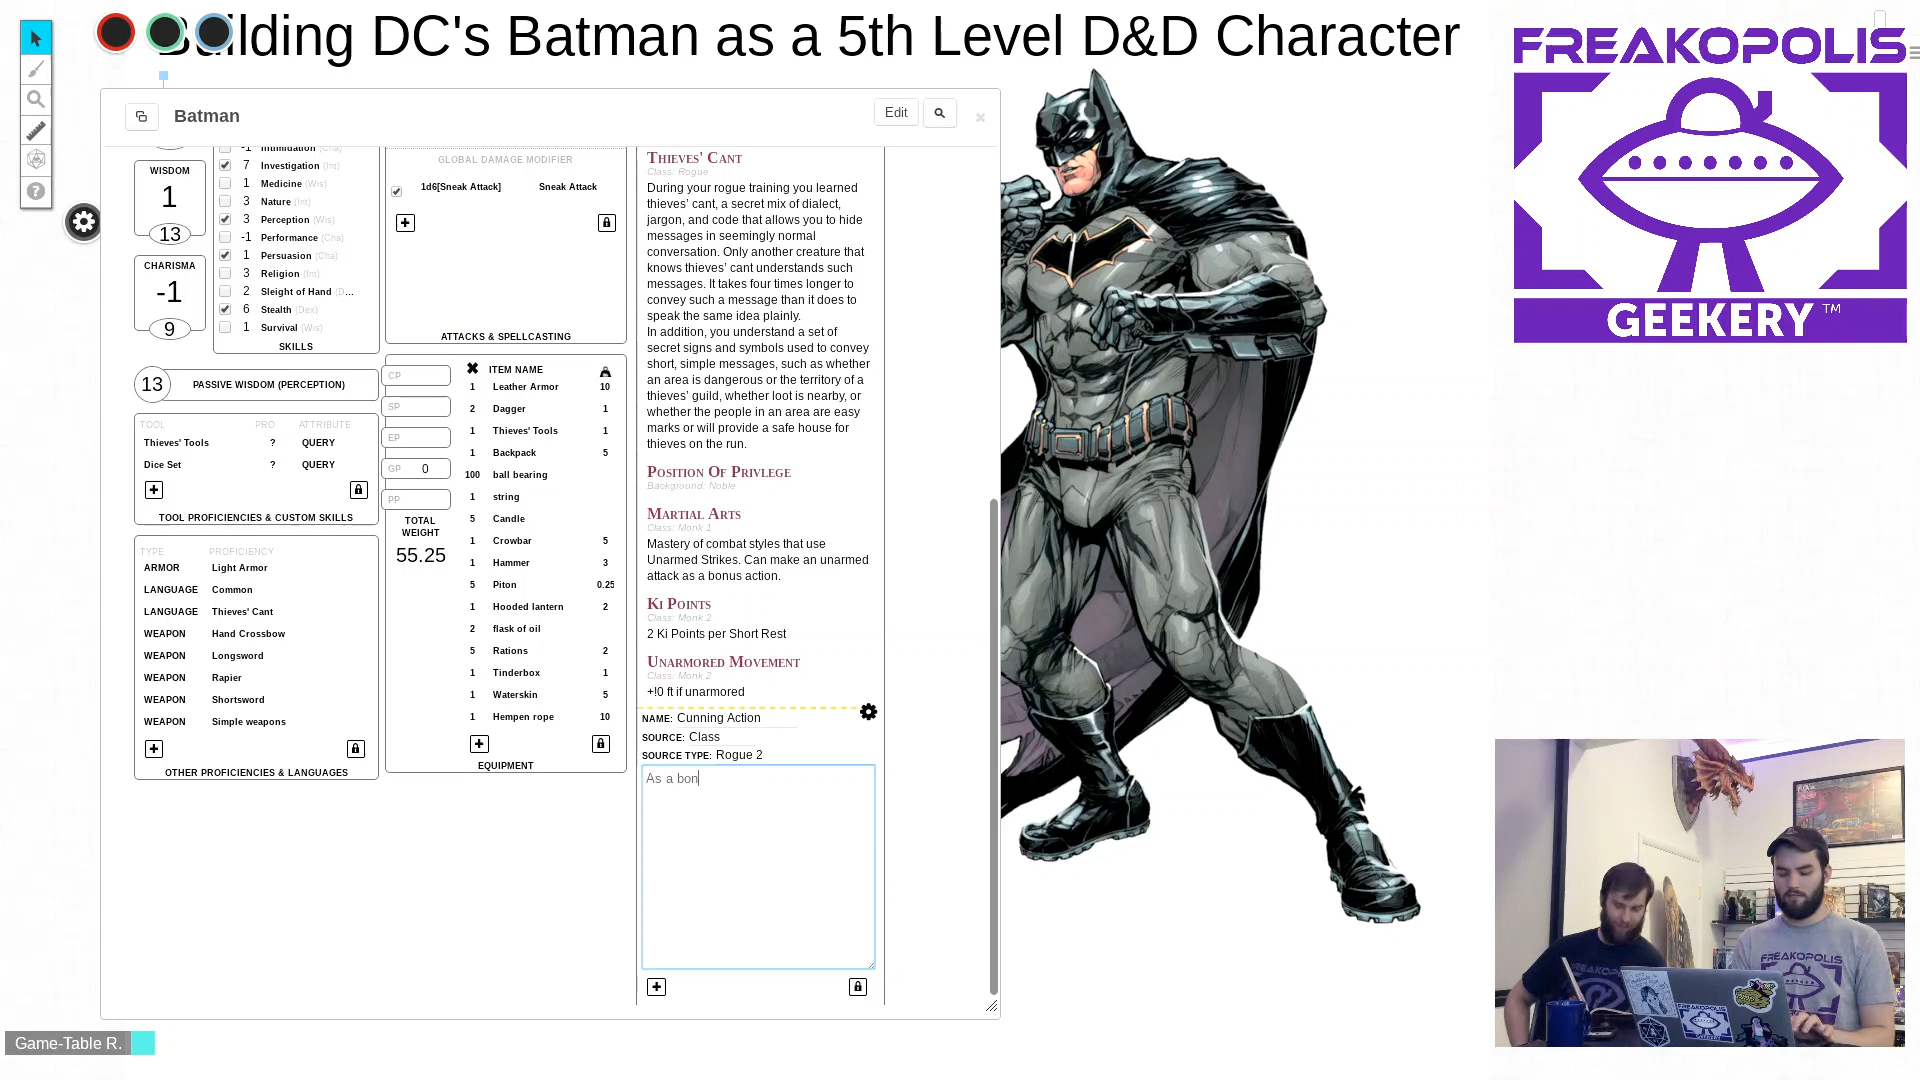 Building DC's Batman as a 5th Level D&D Character
FREAKOPOLIS
GEEKERY ™
Batman
Edit
WISDOM
1
13
CHARISMA
-1
9
-1 Intimidation (Cha)
7 Investigation (Int)
1 Medicine (Wis)
3 Nature (Int)
3 Perception (Wis)
-1 Performance (Cha)
1 Persuasion (Cha)
3 Religion (Int)
2 Sleight of Hand (D...
6 Stealth (Dex)
1 Survival (Wis)
SKILLS
13 PASSIVE WISDOM (PERCEPTION)
TOOL PRO ATTRIBUTE
Thieves' Tools ? QUERY
Dice Set ? QUERY
TOOL PROFICIENCIES & CUSTOM SKILLS
TYPE PROFICIENCY
ARMOR Light Armor
LANGUAGE Common
LANGUAGE Thieves' Cant
WEAPON Hand Crossbow
WEAPON Longsword
WEAPON Rapier
WEAPON Shortsword
WEAPON Simple weapons
OTHER PROFICIENCIES & LANGUAGES
GLOBAL DAMAGE MODIFIER
1d6[Sneak Attack] Sneak Attack
ATTACKS & SPELLCASTING
CP
SP
EP
GP 0
PP
TOTAL
WEIGHT
55.25
ITEM NAME
1 Leather Armor 10
2 Dagger 1
1 Thieves' Tools 1
1 Backpack 5
100 ball bearing
1 string
5 Candle
1 Crowbar 5
1 Hammer 3
5 Piton 0.25
1 Hooded lantern 2
2 flask of oil
5 Rations 2
1 Tinderbox 1
1 Waterskin 5
1 Hempen rope 10
EQUIPMENT
THIEVES' CANT
Class: Rogue
During your rogue training you learned
thieves’ cant, a secret mix of dialect,
jargon, and code that allows you to hide
messages in seemingly normal
conversation. Only another creature that
knows thieves’ cant understands such
messages. It takes four times longer to
convey such a message than it does to
speak the same idea plainly.
In addition, you understand a set of
secret signs and symbols used to convey
short, simple messages, such as whether
an area is dangerous or the territory of a
thieves’ guild, whether loot is nearby, or
whether the people in an area are easy
marks or will provide a safe house for
thieves on the run.
POSITION OF PRIVLEGE
Background: Noble
MARTIAL ARTS
Class: Monk 1
Mastery of combat styles that use
Unarmed Strikes. Can make an unarmed
attack as a bonus action.
KI POINTS
Class: Monk 2
2 Ki Points per Short Rest
UNARMORED MOVEMENT
Class: Monk 2
+!0 ft if unarmored
NAME: Cunning Action
SOURCE: Class
SOURCE TYPE: Rogue 2
As a bon
Game-Table R.
FREAKOPOLIS
FREAKOPOLIS
GEEKERY